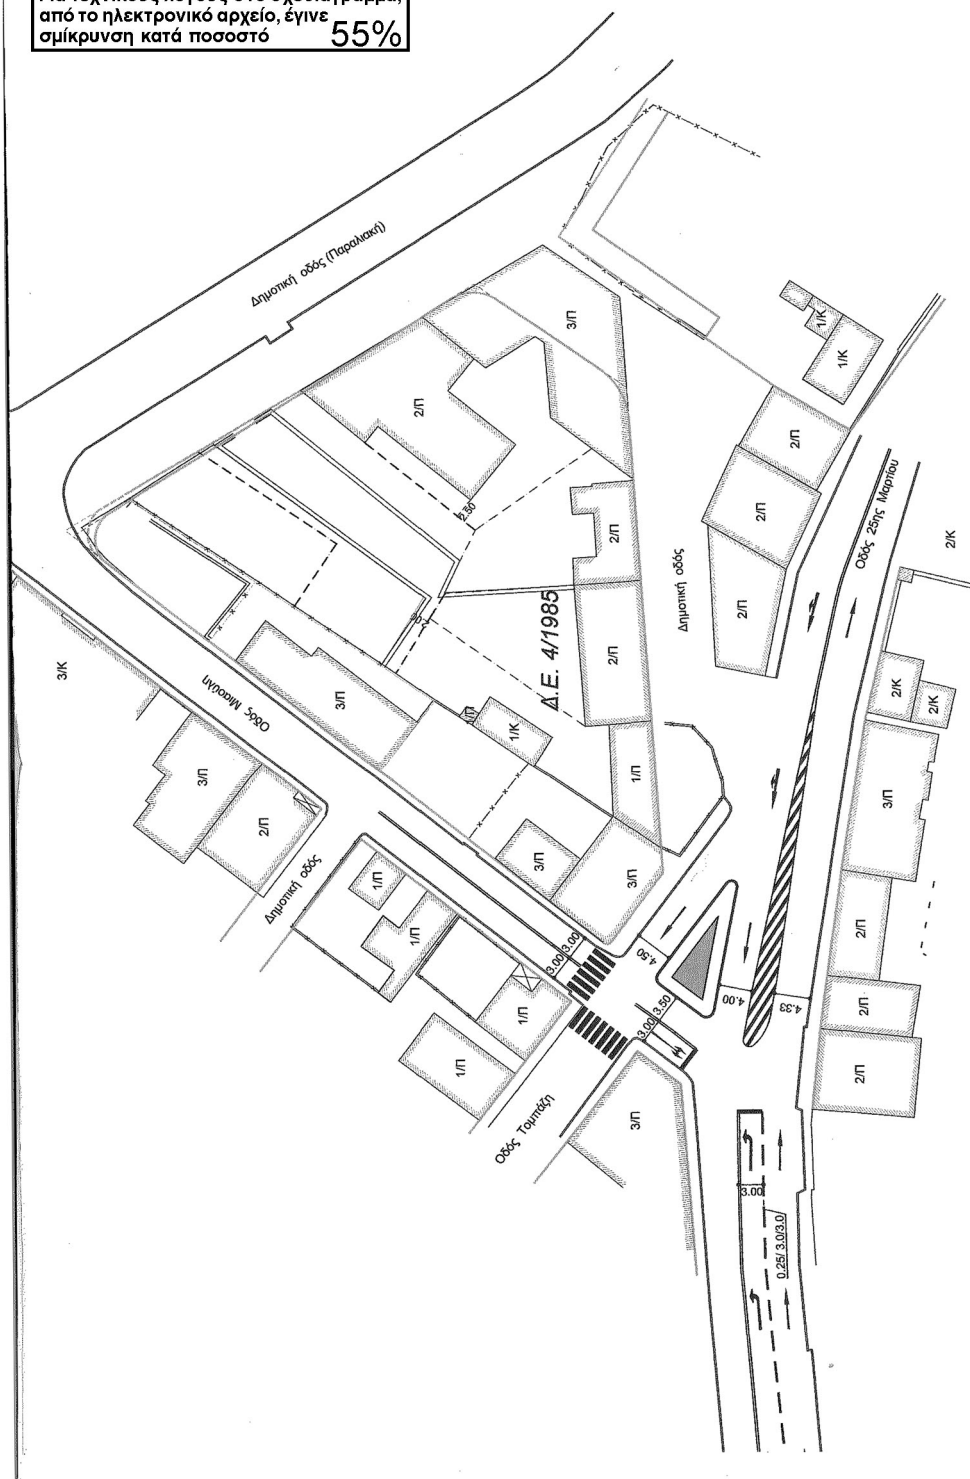 από το ηλεκτρονικό αρχείο, έγινε
σμίκρυνση κατά ποσοστό 55%
Δημοτική οδός (Παραλιακή)
3/Π
1/Κ
1/Κ
2/Π
2/Π
2/Π
2/Π
2.50
2/Π
Οδός 25ης Μαρτίου
2/Κ
Δημοτική οδός
Δ.Ε. 4/1985
2/Π
3/Κ
Οδός Μιαούλη
3/Π
1/Κ
2/Κ
2/Κ
3/Π
2/Π
1/Π
3/Π
Δημοτική οδός
1/Π
3/Π
3/Π
1/Π
2/Π
3.00
3.00
4.50
4.00
4.33
3.00
3.50
1/Π
1/Π
2/Π
2/Π
Οδός Τομπάζη
3/Π
3.00
0.25/ 3.0/3.0